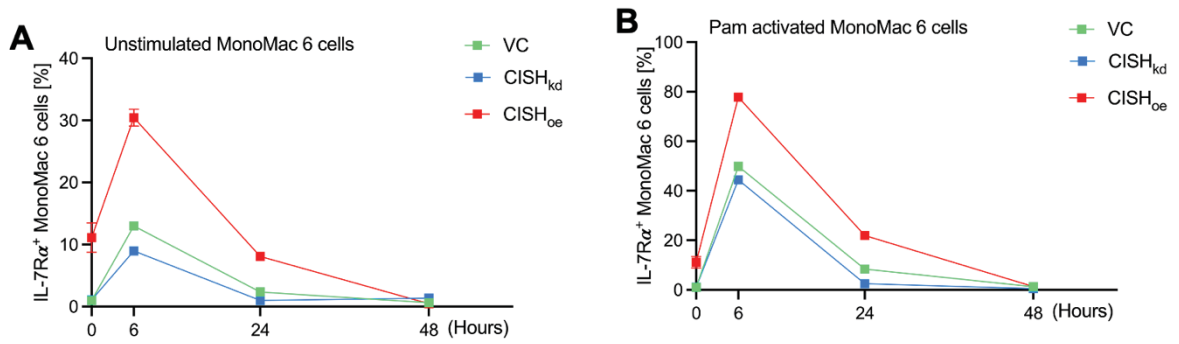 A
Unstimulated MonoMac 6 cells
IL-7Rα⁺ MonoMac 6 cells [%]
40
30
20
10
0
0 6 24 48 (Hours)
VC
CISHkd
CISHoe
B
Pam activated MonoMac 6 cells
IL-7Rα⁺ MonoMac 6 cells [%]
100
80
60
40
20
0
0 6 24 48 (Hours)
VC
CISHkd
CISHoe